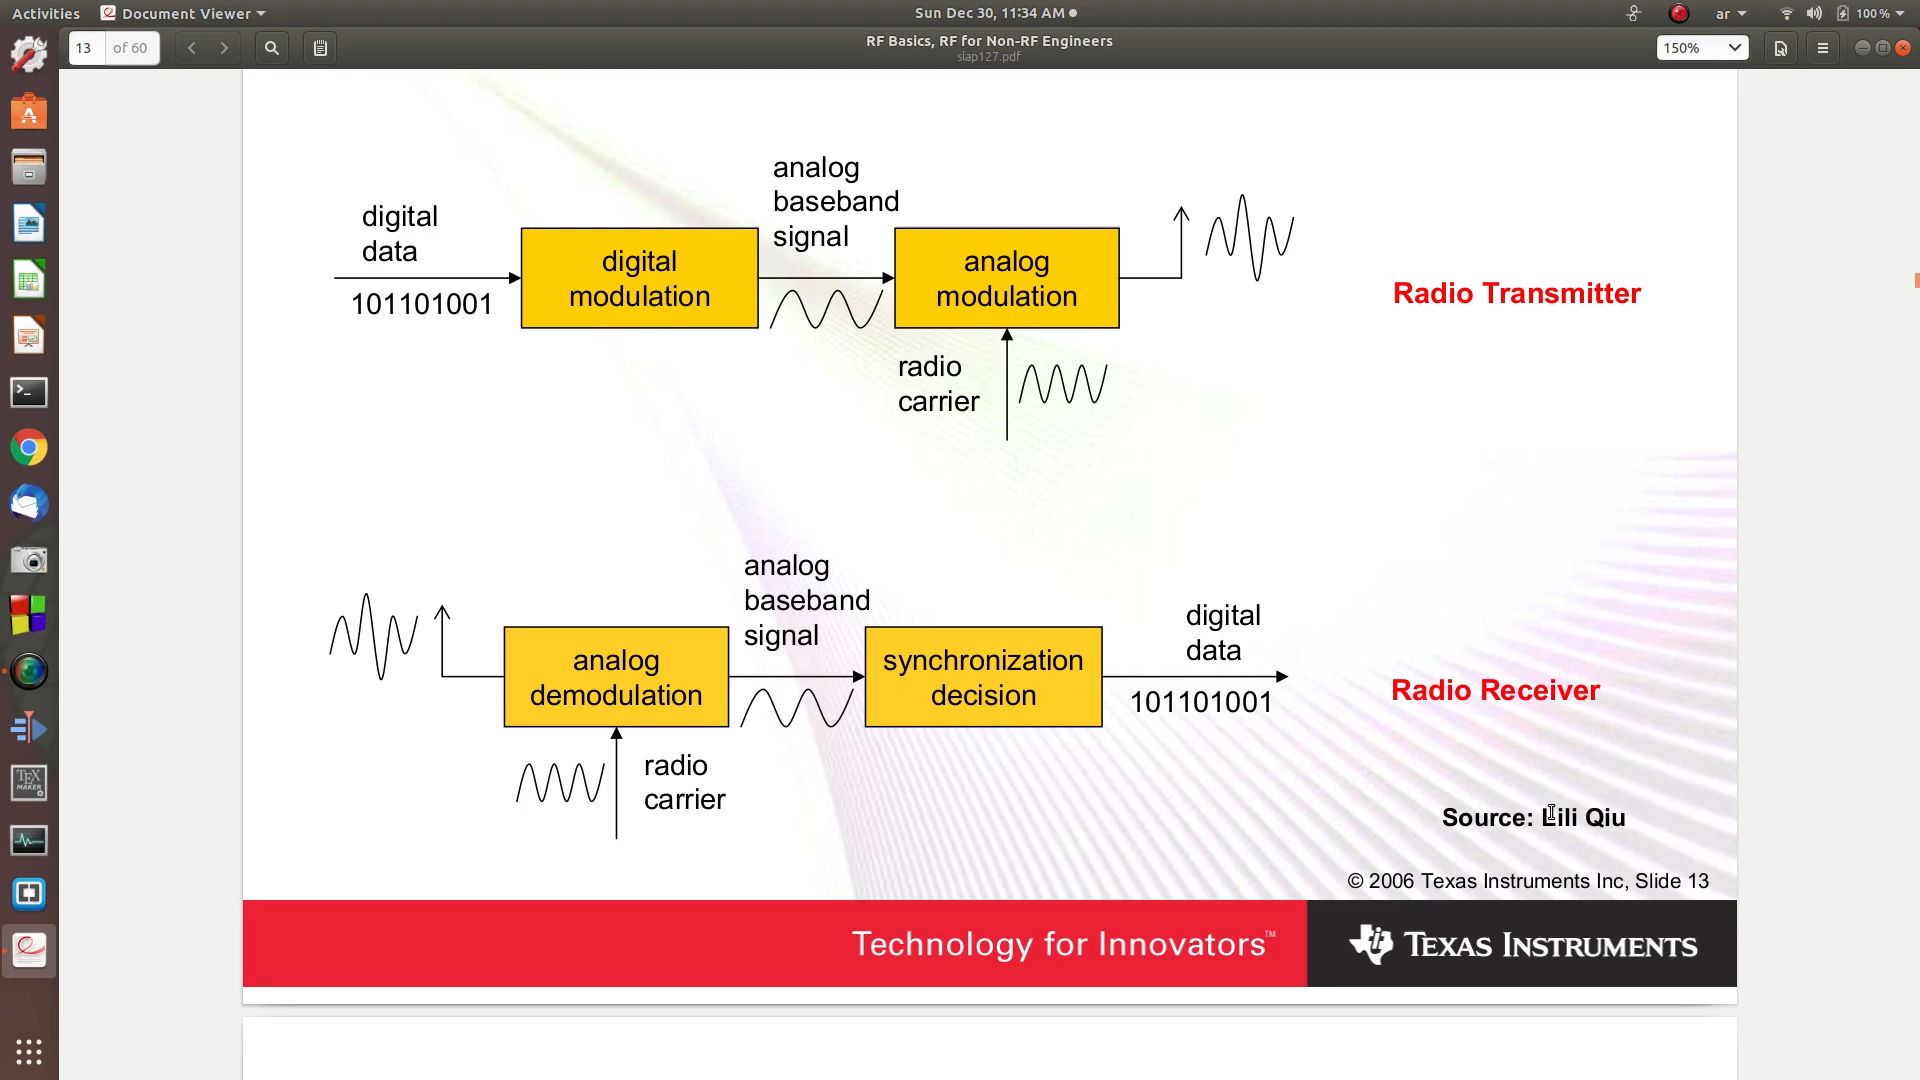 Activities
Document Viewer
Sun Dec 30, 11:34 AM
ar
100 %
13
of 60
RF Basics, RF for Non-RF Engineers
slap127.pdf
150%
digital
data
101101001
digital
modulation
analog
baseband
signal
analog
modulation
radio
carrier
Radio Transmitter
analog
demodulation
radio
carrier
analog
baseband
signal
synchronization
decision
digital
data
101101001
Radio Receiver
Source: Lili Qiu
© 2006 Texas Instruments Inc, Slide 13
Technology for Innovators™
TEXAS INSTRUMENTS
TEX
MAKER